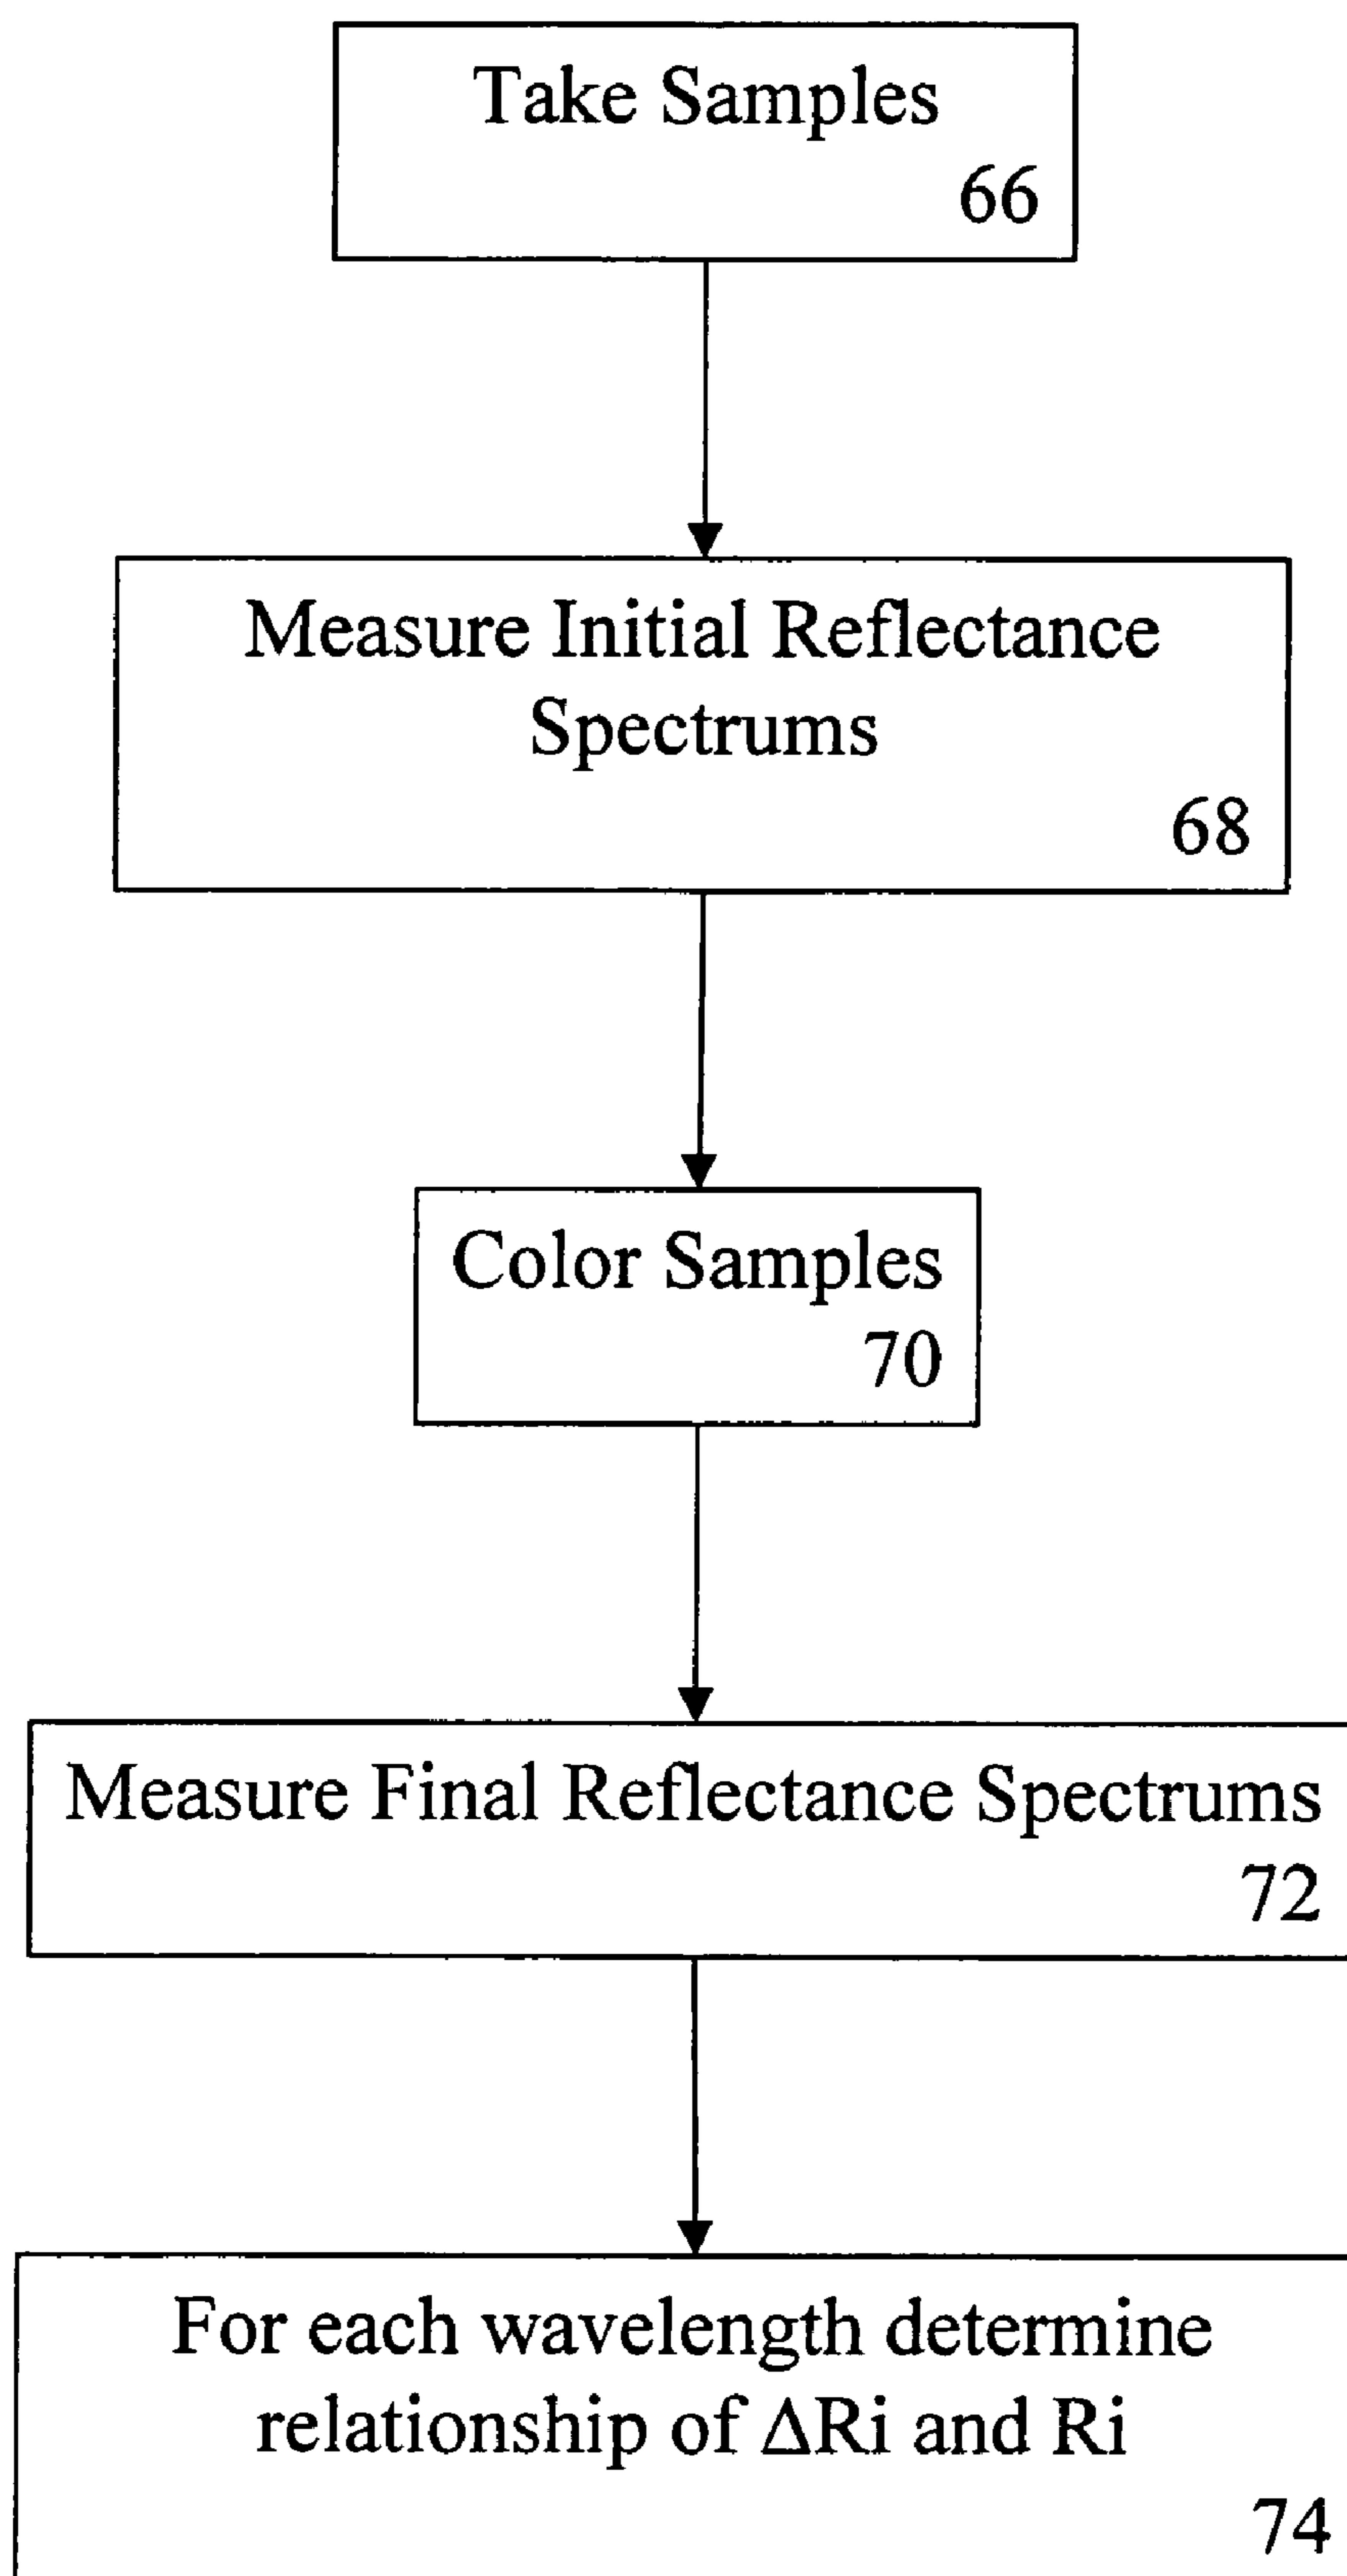 Take Samples
66
Measure Initial Reflectance
Spectrums
68
Color Samples
70
Measure Final Reflectance Spectrums
72
For each wavelength determine
relationship of ΔRi and Ri
74